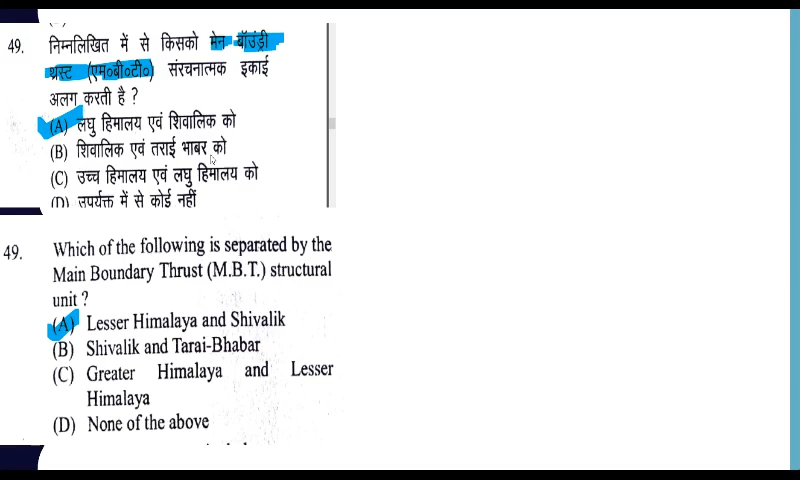 49. निम्नलिखित में से किसको मेन बॉउंड्री
थ्रस्ट (एम०बी०टी०) संरचनात्मक इकाई
अलग करती है ?
(A) लघु हिमालय एवं शिवालिक को
(B) शिवालिक एवं तराई भाबर को
(C) उच्च हिमालय एवं लघु हिमालय को
(D) उपर्यक्त में से कोई नहीं
49. Which of the following is separated by the
Main Boundary Thrust (M.B.T.) structural
unit ?
(A) Lesser Himalaya and Shivalik
(B) Shivalik and Tarai-Bhabar
(C) Greater Himalaya and Lesser
Himalaya
(D) None of the above